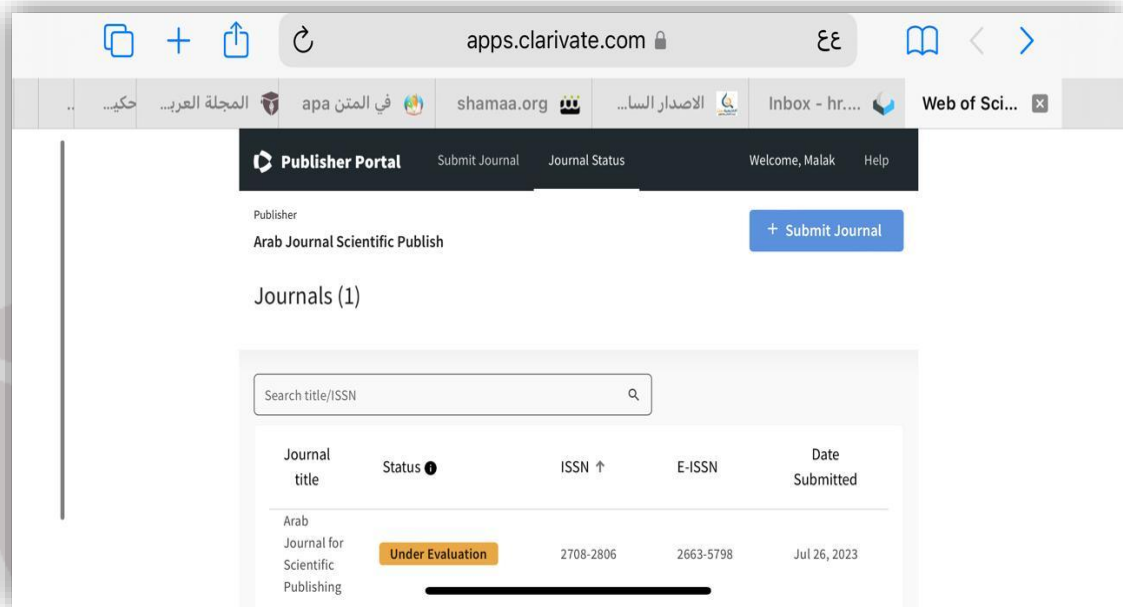 apps.clarivate.com
عع
حكيـ...
المجلة العربـ...
في المتن apa
shamaa.org
الاصدار السا...
Inbox - hr....
Web of Sci...
Publisher Portal
Submit Journal
Journal Status
Welcome, Malak
Help
Publisher
Arab Journal Scientific Publish
+ Submit Journal
Journals (1)
Search title/ISSN
Journal title
Status
ISSN ↑
E-ISSN
Date Submitted
Arab
Journal for
Scientific
Publishing
Under Evaluation
2708-2806
2663-5798
Jul 26, 2023